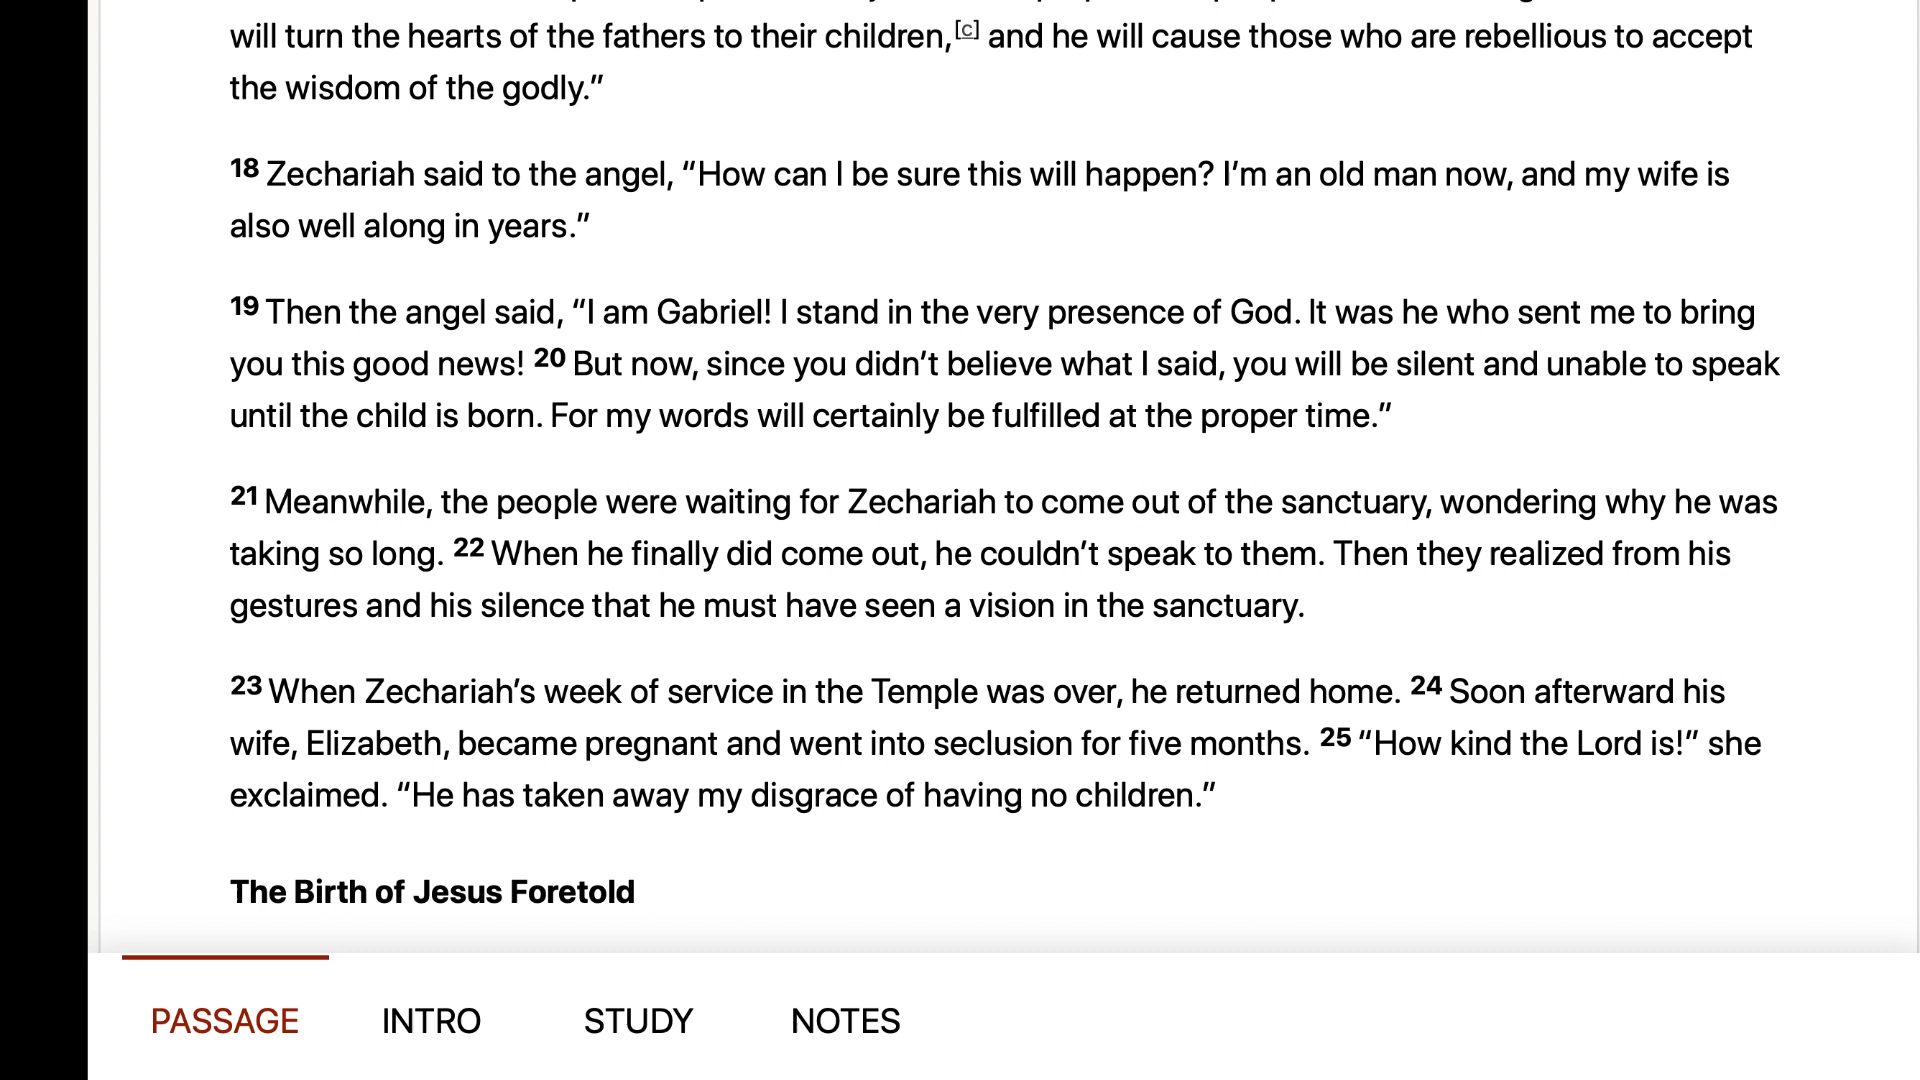 will turn the hearts of the fathers to their children,[c] and he will cause those who are rebellious to accept
the wisdom of the godly.”
18 Zechariah said to the angel, “How can I be sure this will happen? I’m an old man now, and my wife is
also well along in years.”
19 Then the angel said, “I am Gabriel! I stand in the very presence of God. It was he who sent me to bring
you this good news! 20 But now, since you didn’t believe what I said, you will be silent and unable to speak
until the child is born. For my words will certainly be fulfilled at the proper time.”
21 Meanwhile, the people were waiting for Zechariah to come out of the sanctuary, wondering why he was
taking so long. 22 When he finally did come out, he couldn’t speak to them. Then they realized from his
gestures and his silence that he must have seen a vision in the sanctuary.
23 When Zechariah’s week of service in the Temple was over, he returned home. 24 Soon afterward his
wife, Elizabeth, became pregnant and went into seclusion for five months. 25 “How kind the Lord is!” she
exclaimed. “He has taken away my disgrace of having no children.”
The Birth of Jesus Foretold
PASSAGE INTRO STUDY NOTES